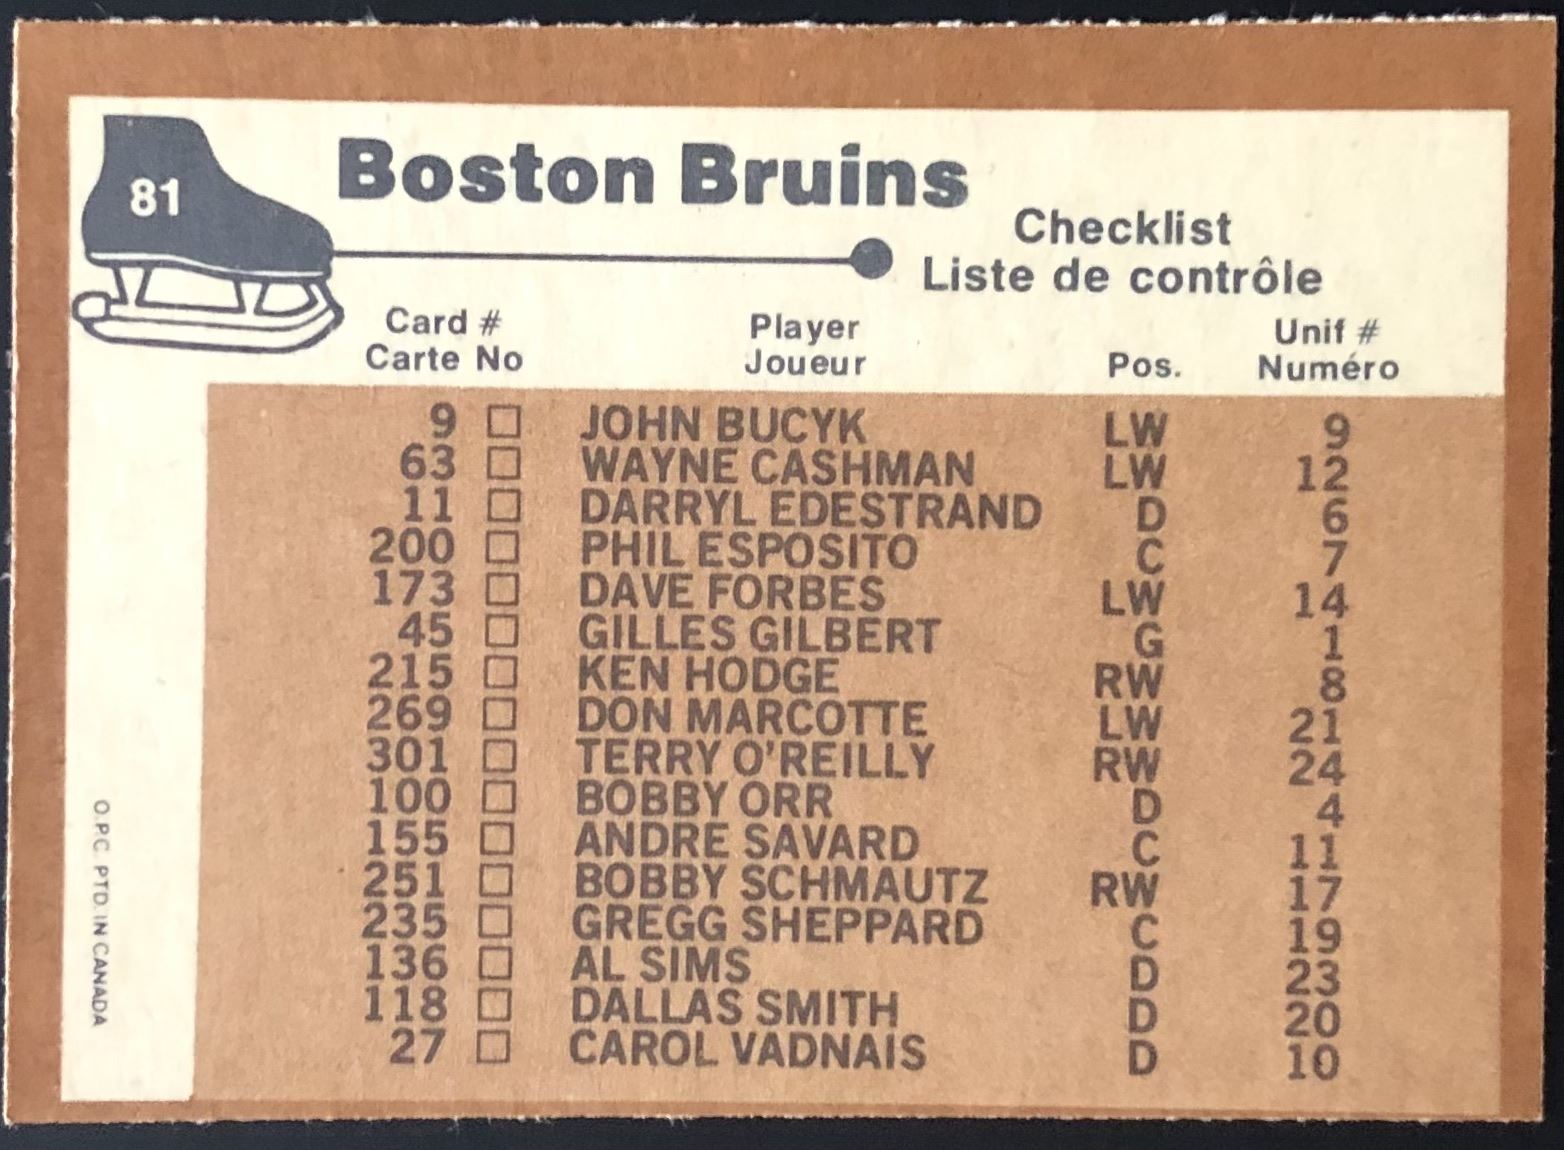 81
Boston Bruins
Checklist
Liste de contrôle
Card # Player Unif #
Carte No Joueur Pos. Numéro
9 □ JOHN BUCYK LW 9
63 □ WAYNE CASHMAN LW 12
11 □ DARRYL EDESTRAND D 6
200 □ PHIL ESPOSITO C 7
173 □ DAVE FORBES LW 14
45 □ GILLES GILBERT G 1
215 □ KEN HODGE RW 8
269 □ DON MARCOTTE LW 21
301 □ TERRY O'REILLY RW 24
100 □ BOBBY ORR D 4
155 □ ANDRE SAVARD C 11
251 □ BOBBY SCHMAUTZ RW 17
235 □ GREGG SHEPPARD C 19
136 □ AL SIMS D 23
118 □ DALLAS SMITH D 20
27 □ CAROL VADNAIS D 10
O.P.C. PTD. IN CANADA